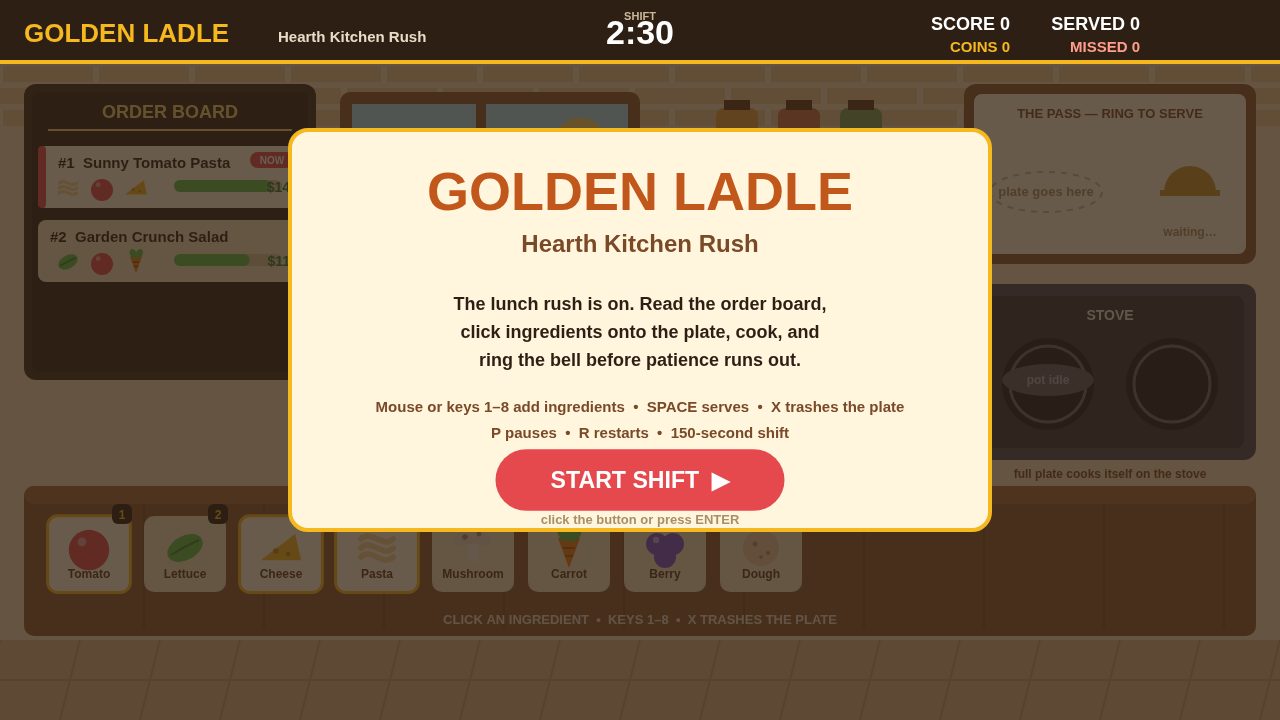 GOLDEN LADLE
Hearth Kitchen Rush
SHIFT
2:30
SCORE 0
SERVED 0
COINS 0
MISSED 0
ORDER BOARD
#1 Sunny Tomato Pasta
NOW
$14
#2 Garden Crunch Salad
$11
THE PASS — RING TO SERVE
plate goes here
waiting…
GOLDEN LADLE
Hearth Kitchen Rush
The lunch rush is on. Read the order board,
click ingredients onto the plate, cook, and
ring the bell before patience runs out.
Mouse or keys 1–8 add ingredients • SPACE serves • X trashes the plate
P pauses • R restarts • 150-second shift
START SHIFT ▶
click the button or press ENTER
STOVE
pot idle
full plate cooks itself on the stove
1
2
Tomato
Lettuce
Cheese
Pasta
Mushroom
Carrot
Berry
Dough
CLICK AN INGREDIENT • KEYS 1–8 • X TRASHES THE PLATE